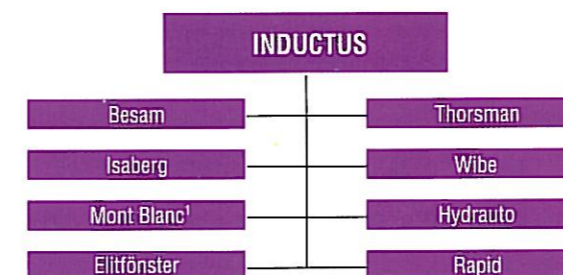 INDUCTUS
Besam
Thorsman
Isaberg
Wibe
Mont Blanc¹
Hydrauto
Elitfönster
Rapid